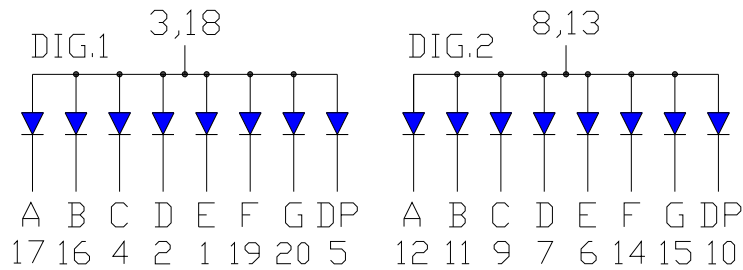 3,18 8,13
DIG.1 DIG.2
A B C D E F G DP A B C D E F G DP
17 16 4 2 1 19 20 5 12 11 9 7 6 14 15 10